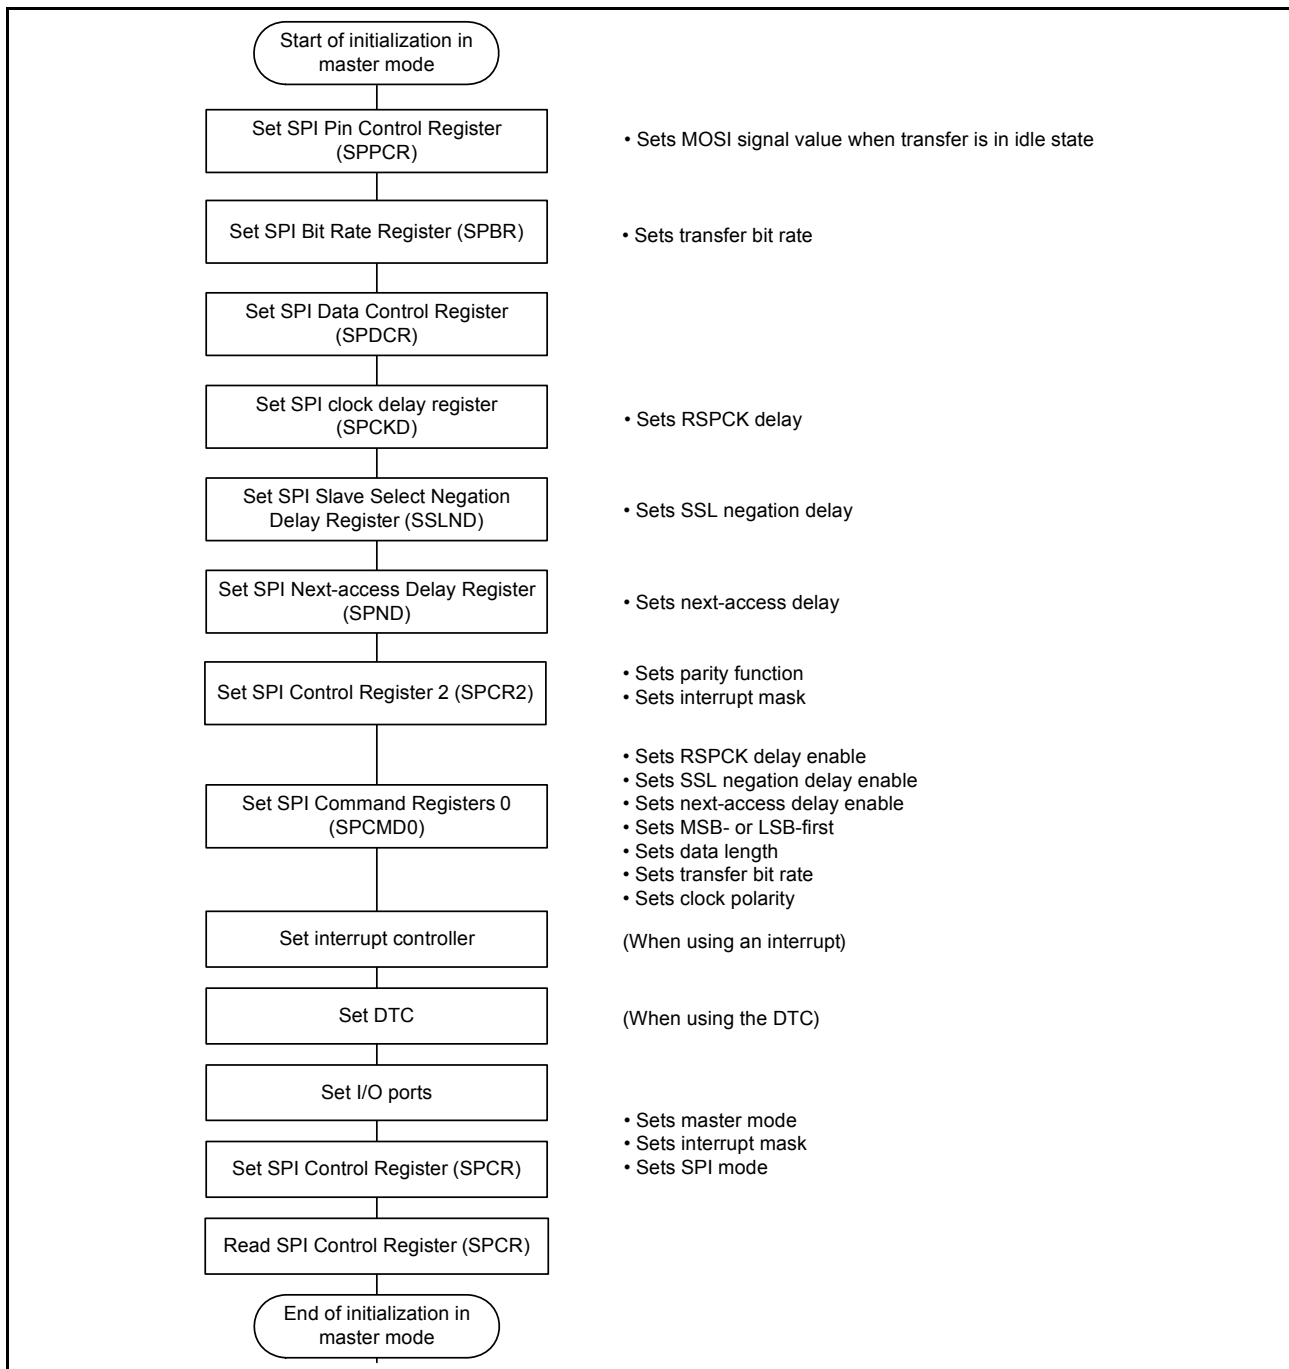 Start of initialization in
master mode
Set SPI Pin Control Register
(SPPCR)
• Sets MOSI signal value when transfer is in idle state
Set SPI Bit Rate Register (SPBR)
• Sets transfer bit rate
Set SPI Data Control Register
(SPDCR)
Set SPI clock delay register
(SPCKD)
• Sets RSPCK delay
Set SPI Slave Select Negation
Delay Register (SSLND)
• Sets SSL negation delay
Set SPI Next-access Delay Register
(SPND)
• Sets next-access delay
Set SPI Control Register 2 (SPCR2)
• Sets parity function
• Sets interrupt mask
Set SPI Command Registers 0
(SPCMD0)
• Sets RSPCK delay enable
• Sets SSL negation delay enable
• Sets next-access delay enable
• Sets MSB- or LSB-first
• Sets data length
• Sets transfer bit rate
• Sets clock polarity
Set interrupt controller
(When using an interrupt)
Set DTC
(When using the DTC)
Set I/O ports
Set SPI Control Register (SPCR)
• Sets master mode
• Sets interrupt mask
• Sets SPI mode
Read SPI Control Register (SPCR)
End of initialization in
master mode